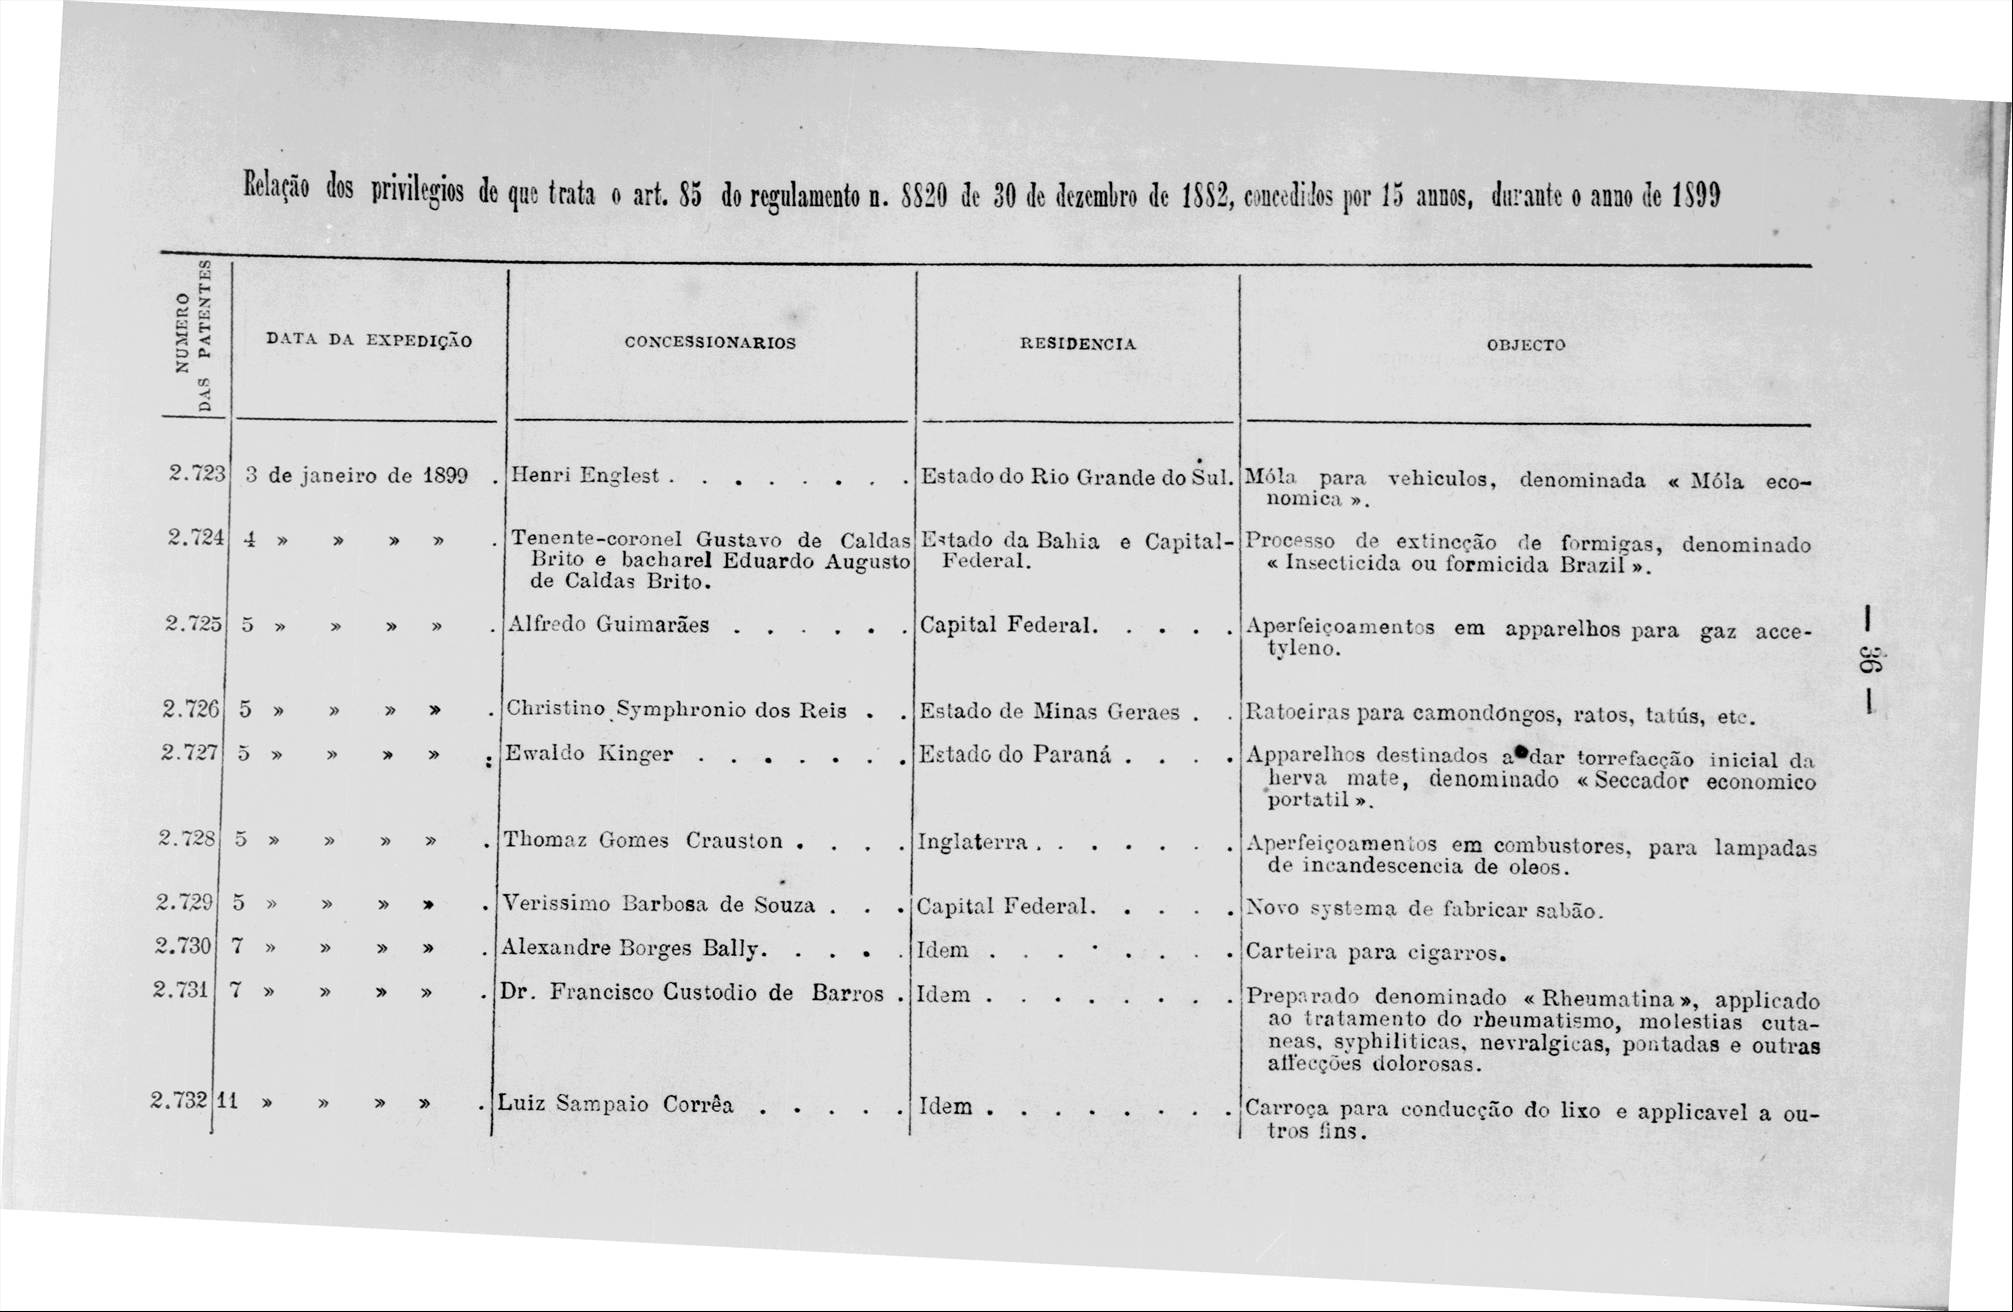 Relação dos privilegios de que trata o art. 85 do regulamento n. 8820 de 30 de dezembro de 1882, concedidos por 15 annos, durante o anno de 1899
NUMERO
DAS PATENTES
DATA DA EXPEDIÇÃO
CONCESSIONARIOS
RESIDENCIA
OBJECTO
2.723 3 de janeiro de 1899 . Henri Englest . . . . . . . . Estado do Rio Grande do Sul. Móla para vehiculos, denominada « Móla eco-
nomica ».
2.724 4 » » » » . Tenente-coronel Gustavo de Caldas Estado da Bahia e Capital- Processo de extincção de formigas, denominado
Brito e bacharel Eduardo Augusto Federal. « Insecticida ou formicida Brazil ».
de Caldas Brito.
2.725 5 » » » » . Alfredo Guimarães . . . . . . Capital Federal. . . . . Aperfeiçoamentos em apparelhos para gaz acce-
tyleno.
2.726 5 » » » » . Christino Symphronio dos Reis . . Estado de Minas Geraes . . Ratoeiras para camondongos, ratos, tatús, etc.
2.727 5 » » » » . Ewaldo Kinger . . . . . . . Estado do Paraná . . . . Apparelhos destinados a dar torrefacção inicial da
herva mate, denominado « Seccador economico
portatil ».
2.728 5 » » » » . Thomaz Gomes Crauston . . . . Inglaterra . . . . . . . Aperfeiçoamentos em combustores, para lampadas
de incandescencia de oleos.
2.729 5 » » » » . Verissimo Barbosa de Souza . . . Capital Federal. . . . . Novo systema de fabricar sabão.
2.730 7 » » » » . Alexandre Borges Bally. . . . . Idem . . . . . . . . Carteira para cigarros.
2.731 7 » » » » . Dr. Francisco Custodio de Barros . Idem . . . . . . . . Preparado denominado « Rheumatina », applicado
ao tratamento do rheumatismo, molestias cuta-
neas, syphiliticas, nevralgicas, pontadas e outras
affecções dolorosas.
2.732 11 » » » » . Luiz Sampaio Corrêa . . . . . Idem . . . . . . . . Carroça para conducção do lixo e applicavel a ou-
tros fins.
— 36 —